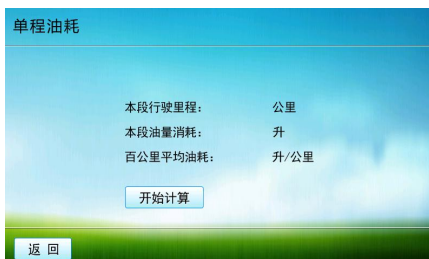 单程油耗
本段行驶里程： 公里
本段油量消耗： 升
百公里平均油耗： 升/公里
开始计算
返 回